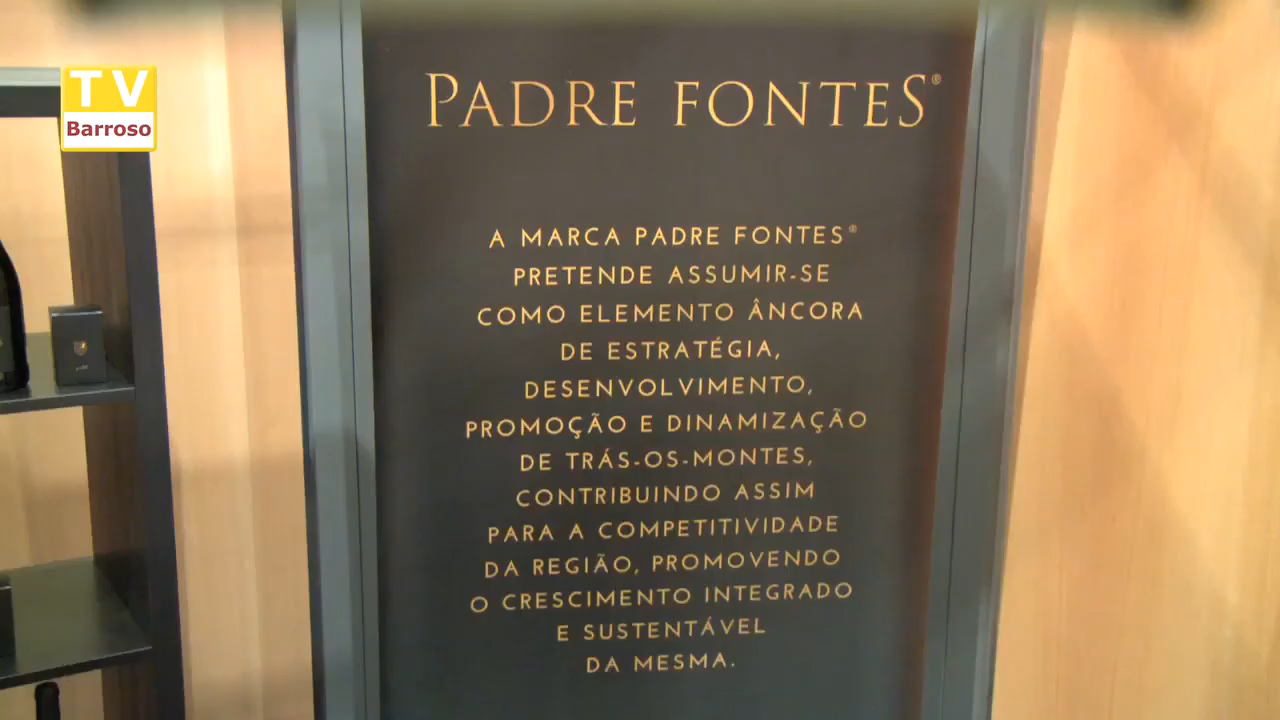 TV
Barroso
PADRE FONTES®
A MARCA PADRE FONTES®
PRETENDE ASSUMIR-SE
COMO ELEMENTO ÂNCORA
DE ESTRATÉGIA,
DESENVOLVIMENTO,
PROMOÇÃO E DINAMIZAÇÃO
DE TRÁS-OS-MONTES,
CONTRIBUINDO ASSIM
PARA A COMPETITIVIDADE
DA REGIÃO, PROMOVENDO
O CRESCIMENTO INTEGRADO
E SUSTENTÁVEL
DA MESMA.